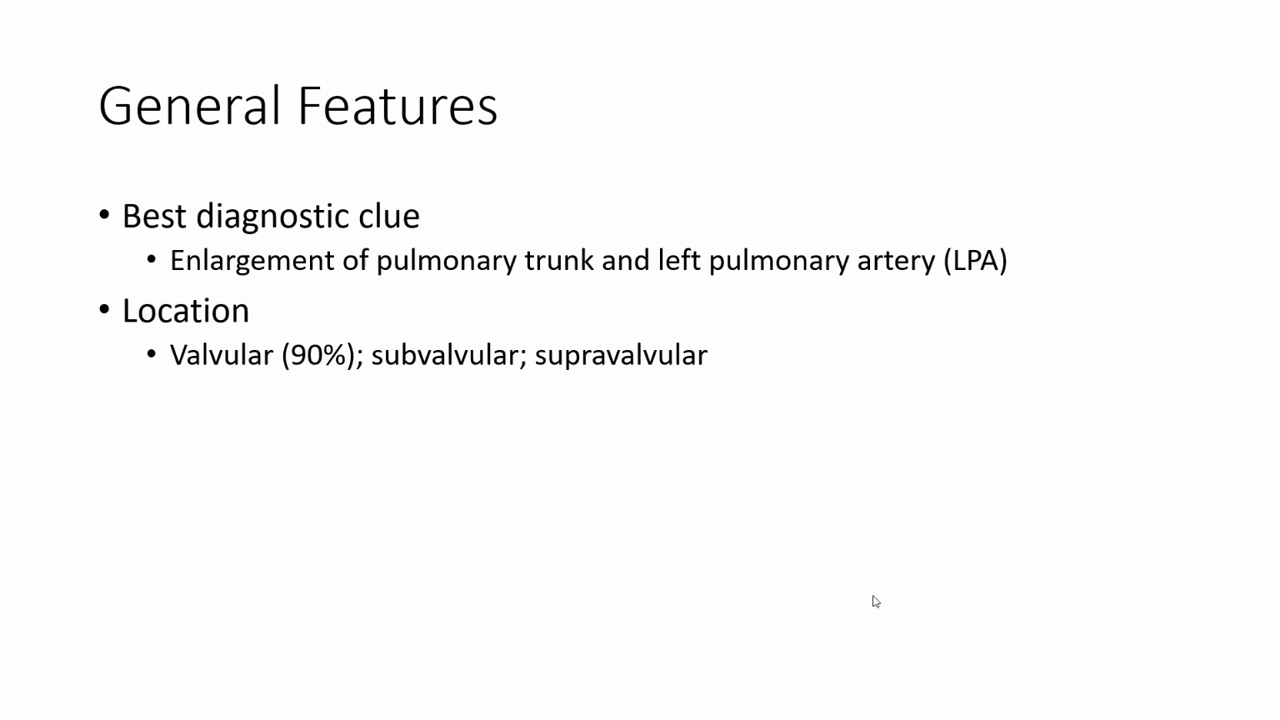 General Features
• Best diagnostic clue
• Enlargement of pulmonary trunk and left pulmonary artery (LPA)
• Location
• Valvular (90%); subvalvular; supravalvular